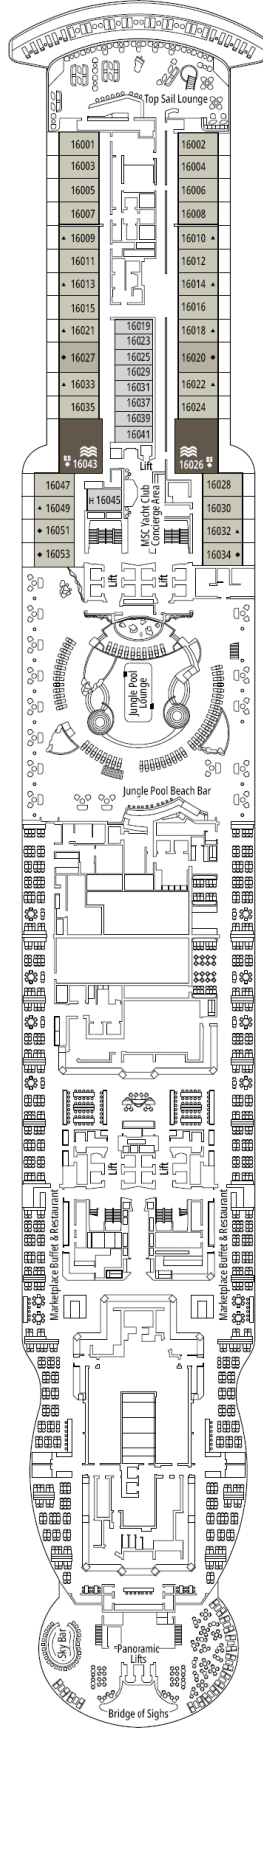 Top Sail Lounge
16001 16002
16003 16004
16005 16006
16007 16008
16009 16010
16011 16012
16013 16014
16015 16016
16019
16021 16018
16023
16025
16027 16020
16029
16031
16033 16022
16037
16035 16024
16039
16041
BS 16043 16026 BS
Lift
16047 16028
H 16045
16049 16030
16051 16032
16053 16034
MSC Yacht Club
Concierge Area
Lift Lift
Jungle Pool
Lounge
Jungle Pool Beach Bar
Lift Lift
Marketplace Buffet & Restaurant
Marketplace Buffet & Restaurant
Sky Bar
Panoramic
Lifts
Bridge of Sighs